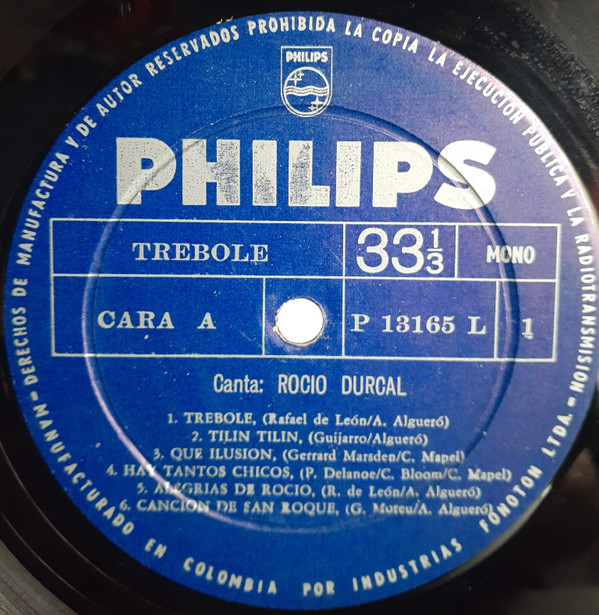 DERECHOS DE MANUFACTURA Y DE AUTOR RESERVADOS PROHIBIDA LA COPIA LA EJECUCION PUBLICA Y LA RADIOTRANSMISION
PHILIPS
PHILIPS
TREBOLE 33 1/3 MONO
CARA A P 13165 L 1
Canta: ROCIO DURCAL
1. TREBOLE, (Rafael de León/A. Algueró)
2. TILIN TILIN, (Guijarro/Algueró)
3. QUE ILUSION, (Gerrard Marsden/C. Mapel)
4. HAY TANTOS CHICOS, (P. Delanoe/C. Bloom/C. Mapel)
5. ALEGRIAS DE ROCIO, (R. de León/A. Algueró)
6. CANCION DE SAN ROQUE, (G. Moreu/A. Algueró)
MANUFACTURADO EN COLOMBIA POR INDUSTRIAS FONOTON LTDA.